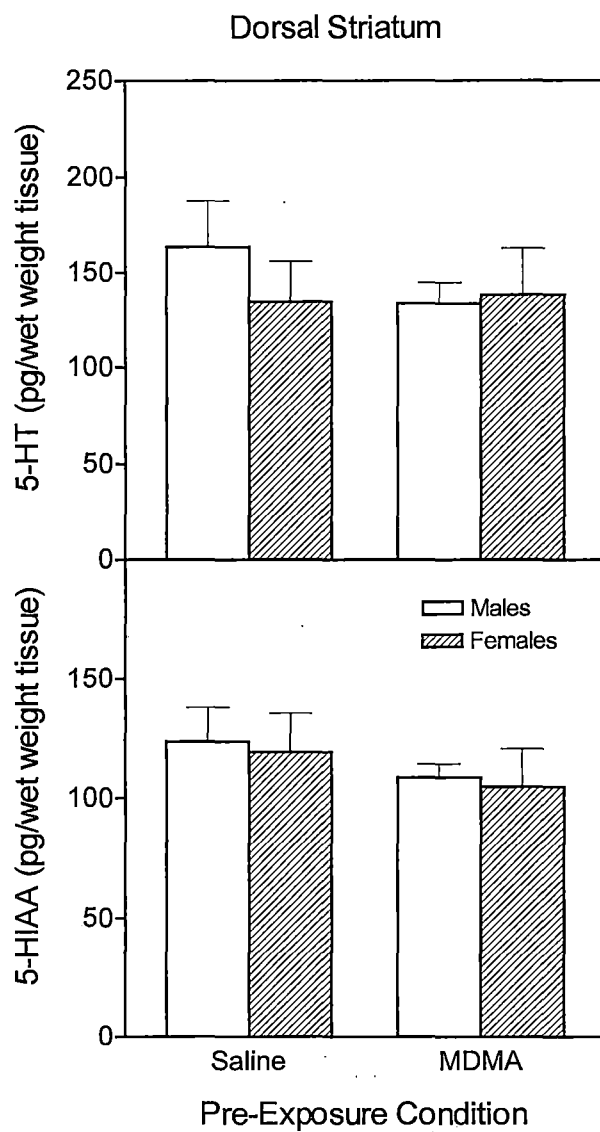 Dorsal Striatum
5-HT (pg/wet weight tissue)
250
200
150
100
50
0
5-HIAA (pg/wet weight tissue)
150
100
50
0
Males
Females
Saline MDMA
Pre-Exposure Condition